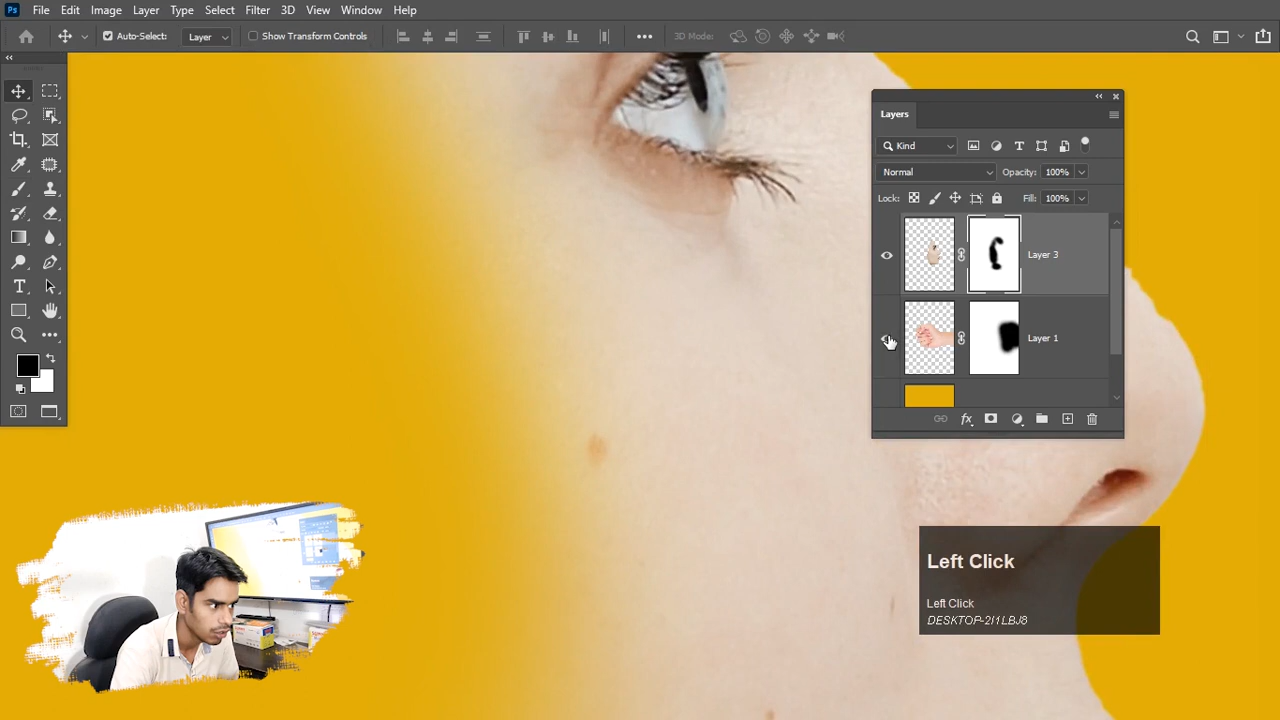 Ps File Edit Image Layer Type Select Filter 3D View Window Help
Auto-Select: Layer Show Transform Controls 3D Mode:
Layers
Kind
Normal Opacity: 100%
Lock: Fill: 100%
Layer 3
Layer 1
fx
Left Click
Left Click
DESKTOP-2I1LBJ8